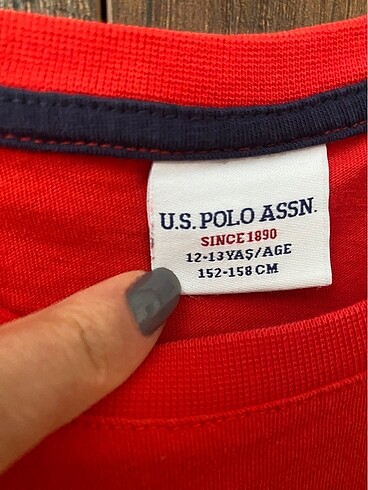 U.S. POLO ASSN.
SINCE 1890
12-13 YAŞ/AGE
152-158 CM